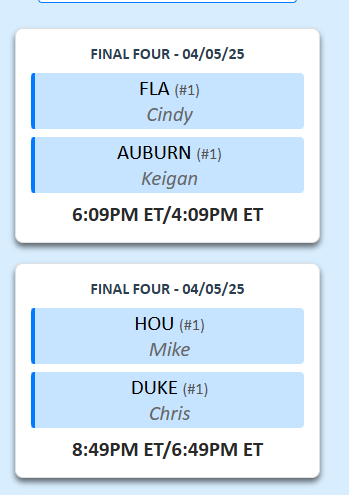 FINAL FOUR - 04/05/25
FLA (#1)
Cindy
AUBURN (#1)
Keigan
6:09PM ET/4:09PM ET
FINAL FOUR - 04/05/25
HOU (#1)
Mike
DUKE (#1)
Chris
8:49PM ET/6:49PM ET